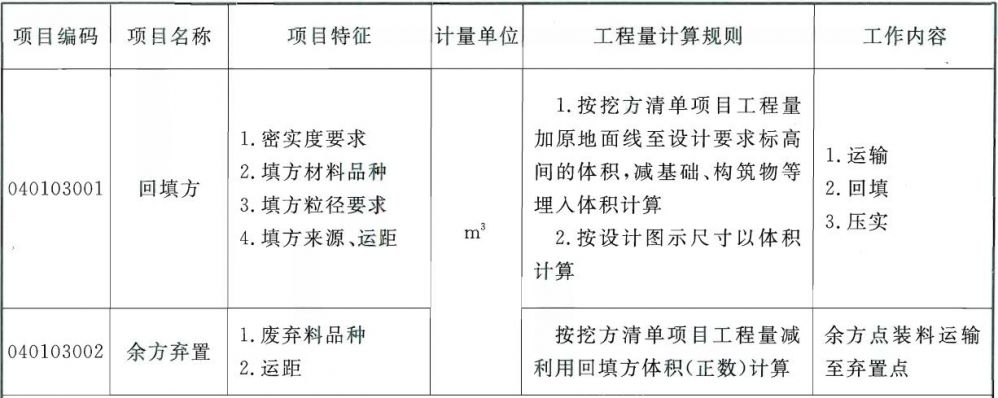 项目编码 项目名称 项目特征 计量单位 工程量计算规则 工作内容
040103001 回填方
1.密实度要求
2.填方材料品种
3.填方粒径要求
4.填方来源、运距
m³
1.按挖方清单项目工程量
加原地面线至设计要求标高
间的体积,减基础、构筑物等
埋入体积计算
2.按设计图示尺寸以体积
计算
1.运输
2.回填
3.压实
040103002 余方弃置
1.废弃料品种
2.运距
按挖方清单项目工程量减
利用回填方体积(正数)计算
余方点装料运输
至弃置点